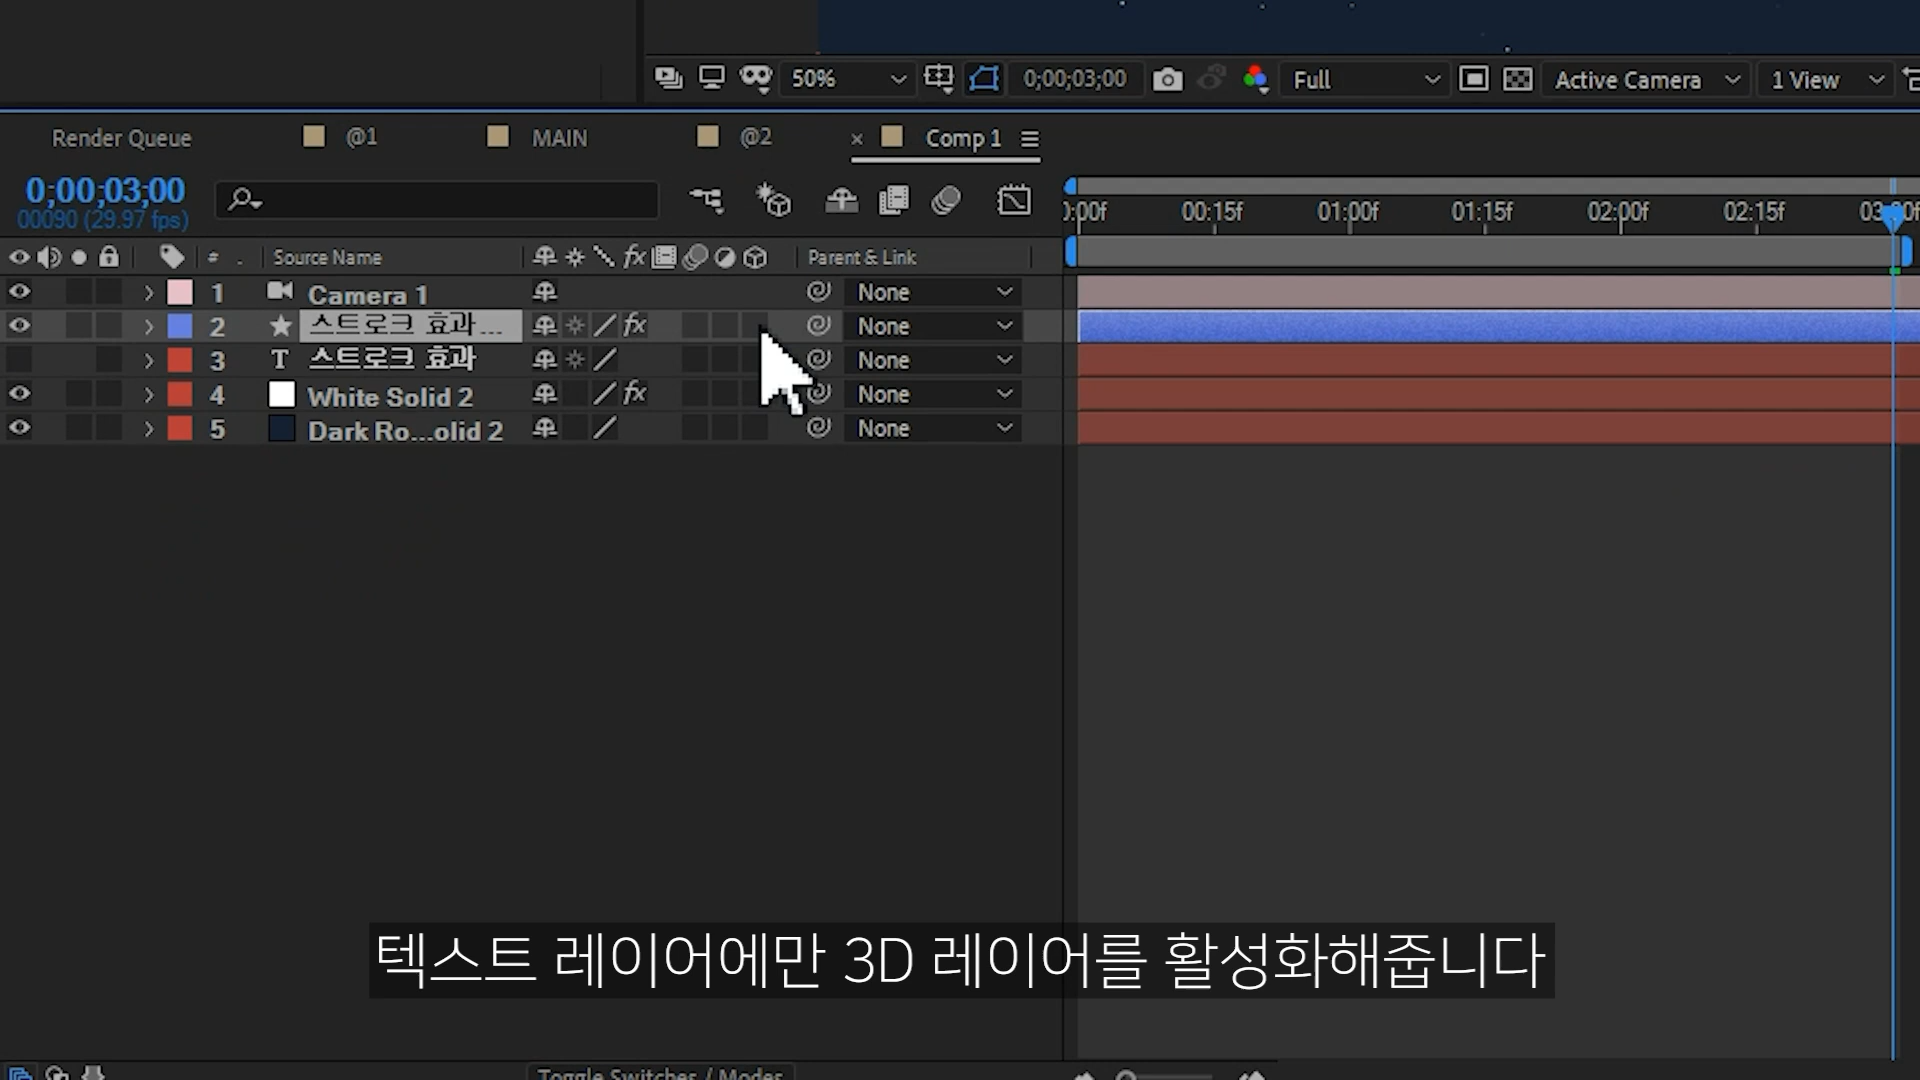 50%
0;00;03;00
Full
Active Camera
1 View
Render Queue
@1
MAIN
@2
× Comp 1
0;00;03;00
00090 (29.97 fps)
00:15f
01:00f
01:15f
02:00f
02:15f
# . Source Name
fx
Parent & Link
1 Camera 1 None
2 스트로크 효과... fx None
3 T 스트로크 효과 None
4 White Solid 2 fx None
5 Dark Ro...olid 2 None
텍스트 레이어에만 3D 레이어를 활성화해줍니다
Toggle Switches / Modes